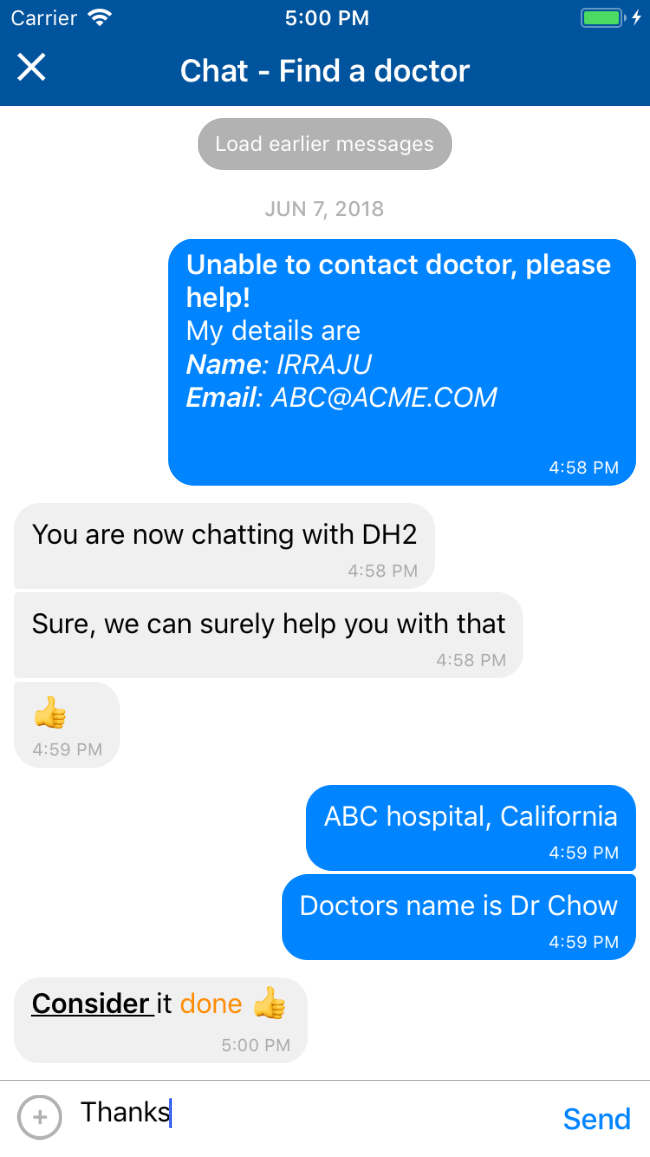 Carrier 5:00 PM
Chat - Find a doctor
Load earlier messages
JUN 7, 2018
Unable to contact doctor, please
help!
My details are
Name: IRRAJU
Email: ABC@ACME.COM
4:58 PM
You are now chatting with DH2
4:58 PM
Sure, we can surely help you with that
4:58 PM
👍
4:59 PM
ABC hospital, California
4:59 PM
Doctors name is Dr Chow
4:59 PM
Consider it done 👍
5:00 PM
Thanks Send